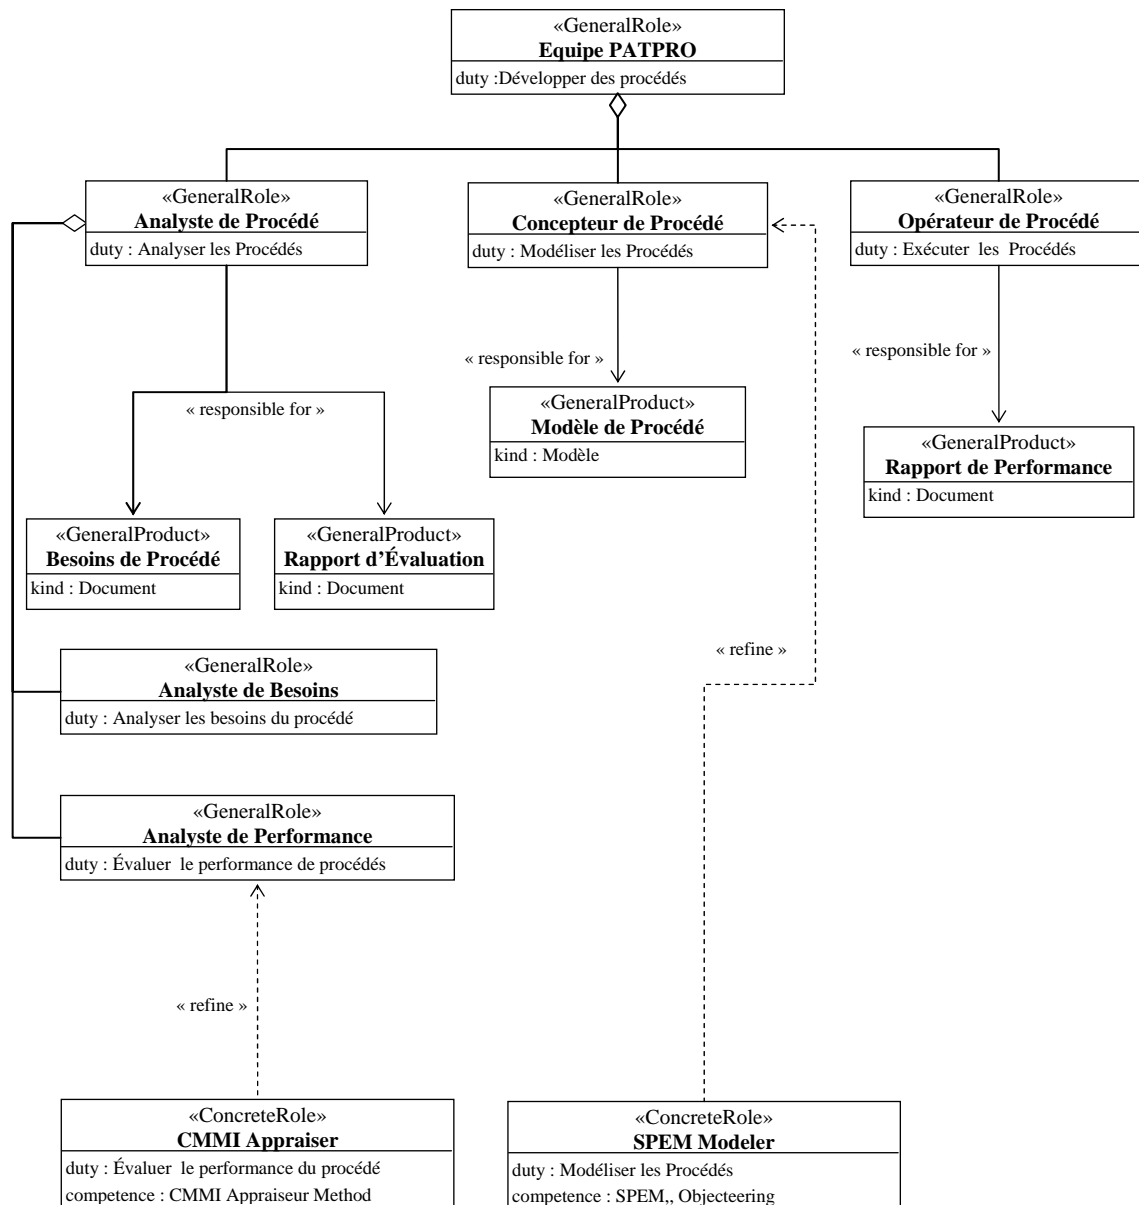 «GeneralRole»
Equipe PATPRO
duty :Développer des procédés
«GeneralRole»
Analyste de Procédé
duty : Analyser les Procédés
«GeneralRole»
Concepteur de Procédé
duty : Modéliser les Procédés
«GeneralRole»
Opérateur de Procédé
duty : Exécuter les Procédés
« responsible for »
« responsible for »
« responsible for »
«GeneralProduct»
Modèle de Procédé
kind : Modèle
«GeneralProduct»
Rapport de Performance
kind : Document
«GeneralProduct»
Besoins de Procédé
kind : Document
«GeneralProduct»
Rapport d’Évaluation
kind : Document
« refine »
«GeneralRole»
Analyste de Besoins
duty : Analyser les besoins du procédé
«GeneralRole»
Analyste de Performance
duty : Évaluer le performance de procédés
« refine »
«ConcreteRole»
CMMI Appraiser
duty : Évaluer le performance du procédé
competence : CMMI Appraiseur Method
«ConcreteRole»
SPEM Modeler
duty : Modéliser les Procédés
competence : SPEM,, Objecteering